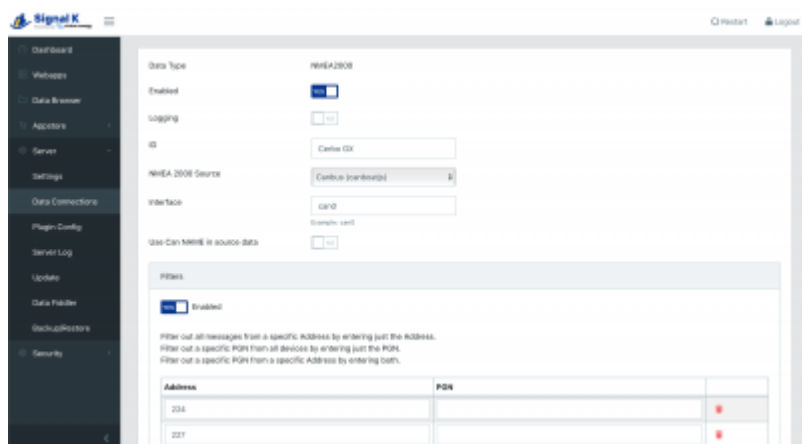 Signal K
Restart
Logout
Dashboard
Webapps
Data Browser
Appstore
Server
Settings
Data Connections
Plugin Config
Server Log
Update
Data Fiddler
Backup/Restore
Security
Data Type
NMEA2000
Enabled
YES
Logging
NO
ID
Cerbo GX
NMEA 2000 Source
Canbus (canboatjs)
Interface
can0
Example: can0
Use Can NAME in source data
NO
Filters
YES
Enabled
Filter out all messages from a specific Address by entering just the Address.
Filter out a specific PGN from all devices by entering just the PGN.
Filter out a specific PGN from a specific Address by entering both.
Address
PGN
234
227